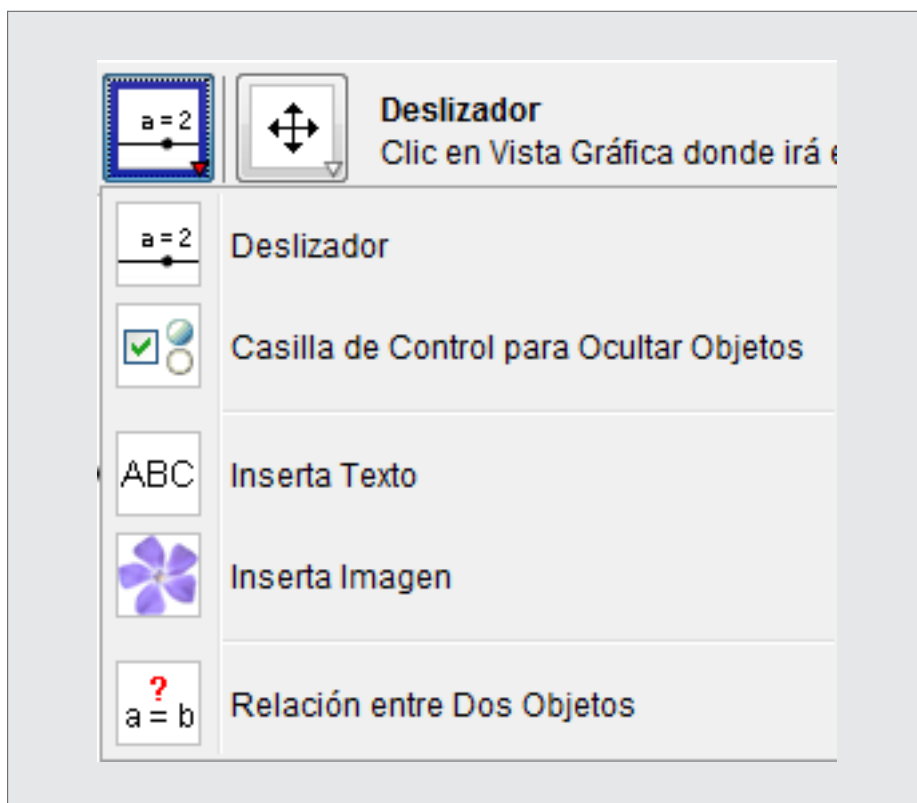 a = 2
Deslizador
Clic en Vista Gráfica donde irá
a = 2
Deslizador
Casilla de Control para Ocultar Objetos
ABC
Inserta Texto
Inserta Imagen
?
a = b
Relación entre Dos Objetos